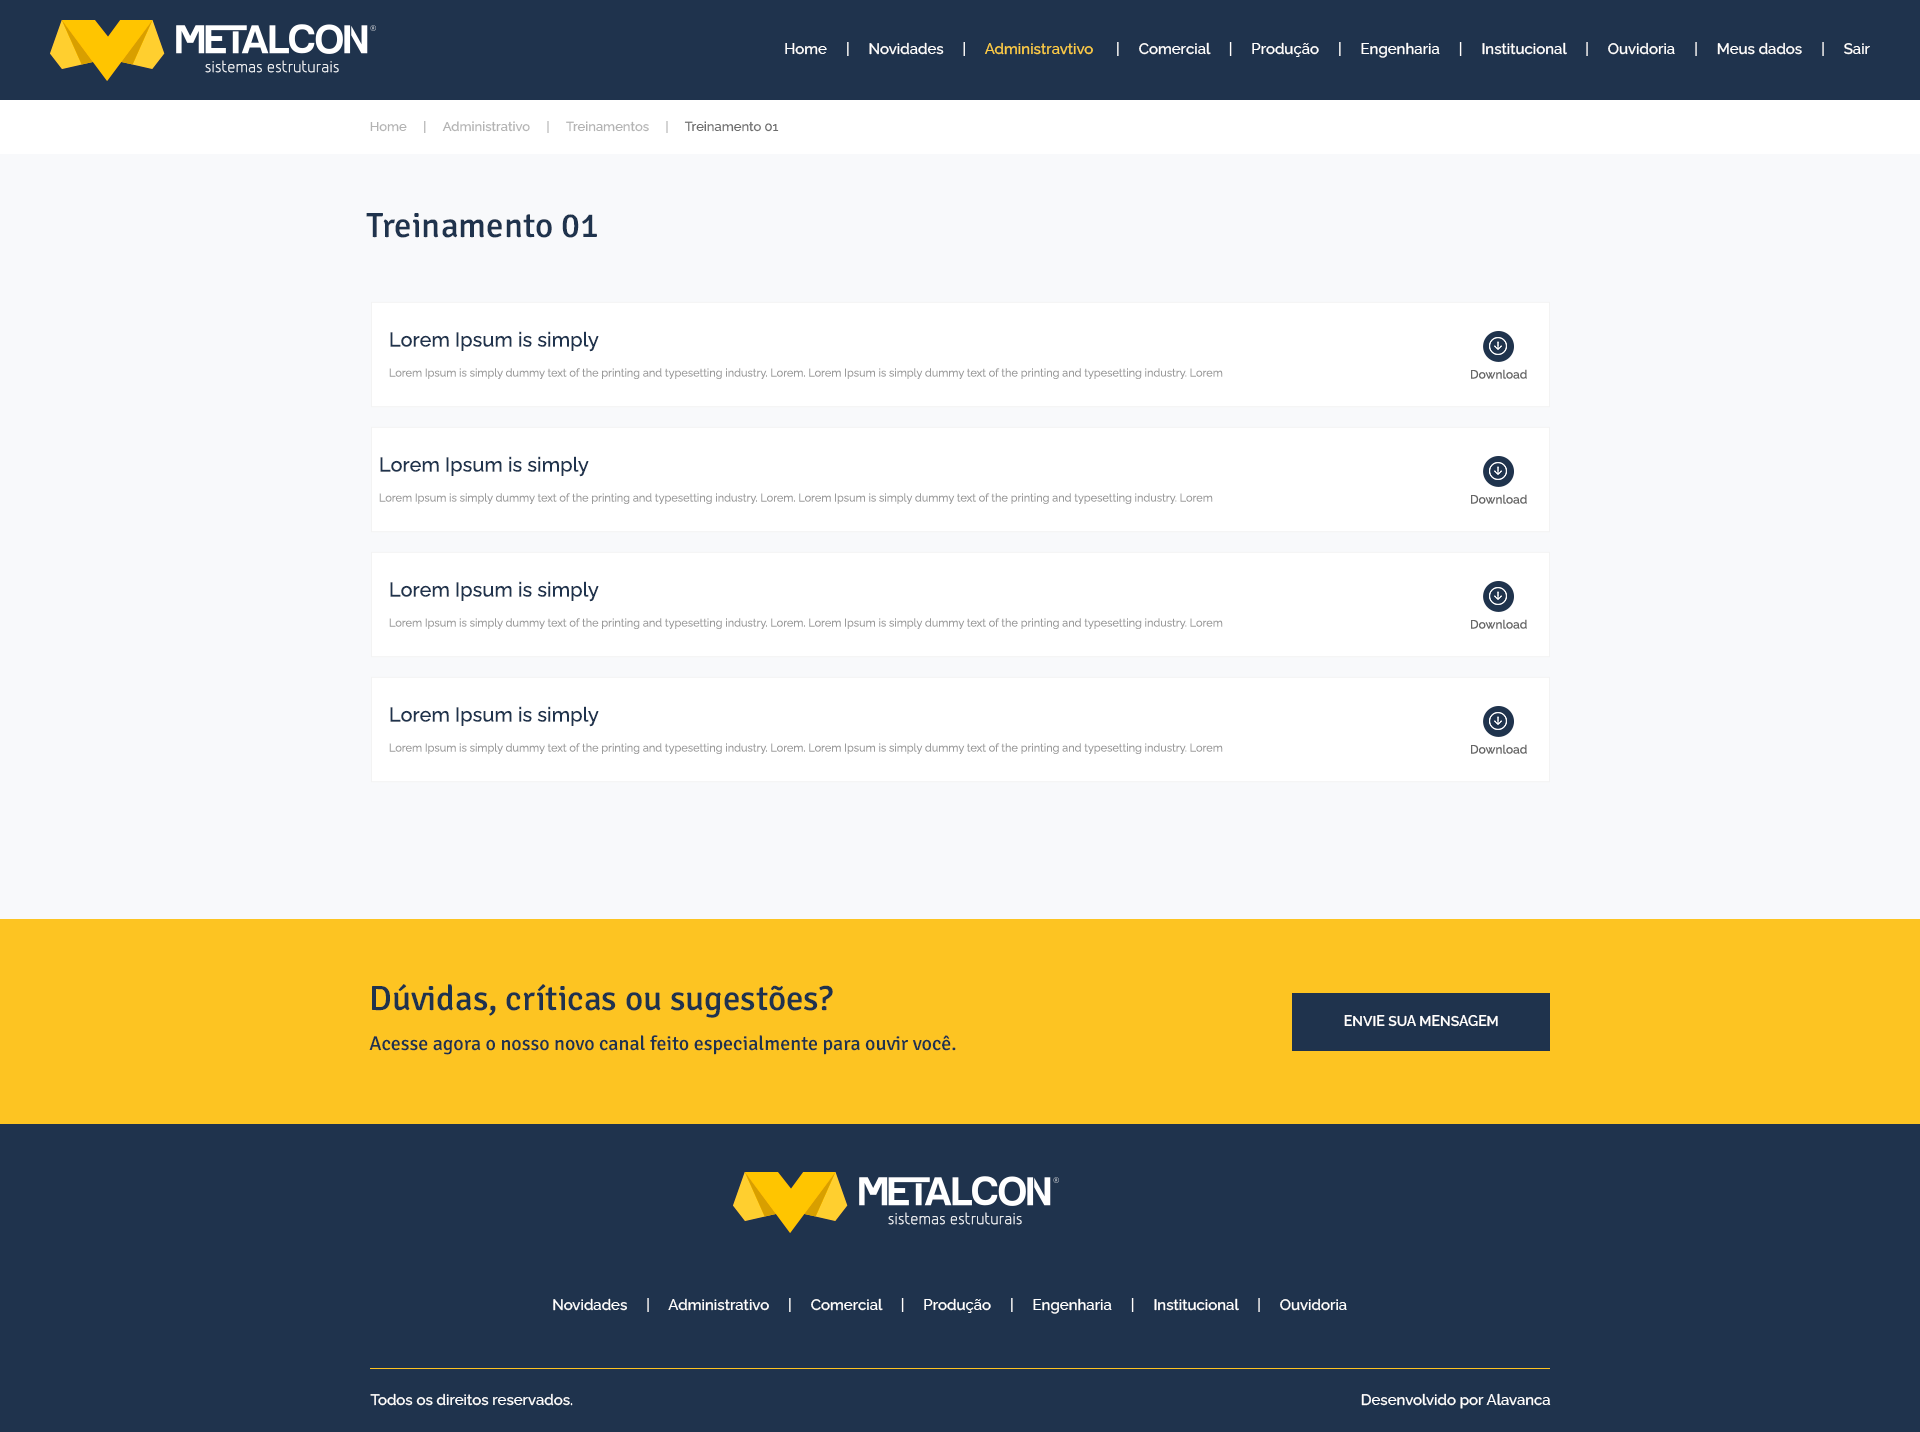 METALCON®
sistemas estruturais
Home | Novidades | Administravtivo | Comercial | Produção | Engenharia | Institucional | Ouvidoria | Meus dados | Sair
Home | Administrativo | Treinamentos | Treinamento 01
Treinamento 01
Lorem Ipsum is simply
Lorem Ipsum is simply dummy text of the printing and typesetting industry. Lorem. Lorem Ipsum is simply dummy text of the printing and typesetting industry. Lorem
Download
Lorem Ipsum is simply
Lorem Ipsum is simply dummy text of the printing and typesetting industry. Lorem. Lorem Ipsum is simply dummy text of the printing and typesetting industry. Lorem
Download
Lorem Ipsum is simply
Lorem Ipsum is simply dummy text of the printing and typesetting industry. Lorem. Lorem Ipsum is simply dummy text of the printing and typesetting industry. Lorem
Download
Lorem Ipsum is simply
Lorem Ipsum is simply dummy text of the printing and typesetting industry. Lorem. Lorem Ipsum is simply dummy text of the printing and typesetting industry. Lorem
Download
Dúvidas, críticas ou sugestões?
Acesse agora o nosso novo canal feito especialmente para ouvir você.
ENVIE SUA MENSAGEM
METALCON®
sistemas estruturais
Novidades | Administrativo | Comercial | Produção | Engenharia | Institucional | Ouvidoria
Todos os direitos reservados.
Desenvolvido por Alavanca